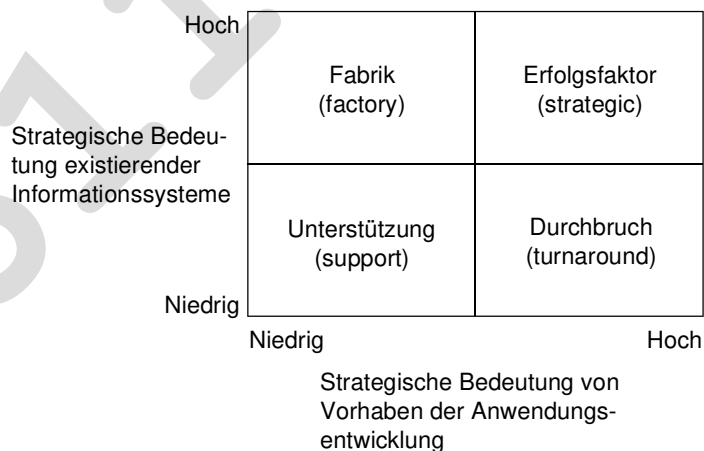 Hoch
Fabrik
(factory)
Erfolgsfaktor
(strategic)
Strategische Bedeu-
tung existierender
Informationssysteme
Unterstützung
(support)
Durchbruch
(turnaround)
Niedrig
Niedrig
Hoch
Strategische Bedeutung von
Vorhaben der Anwendungs-
entwicklung